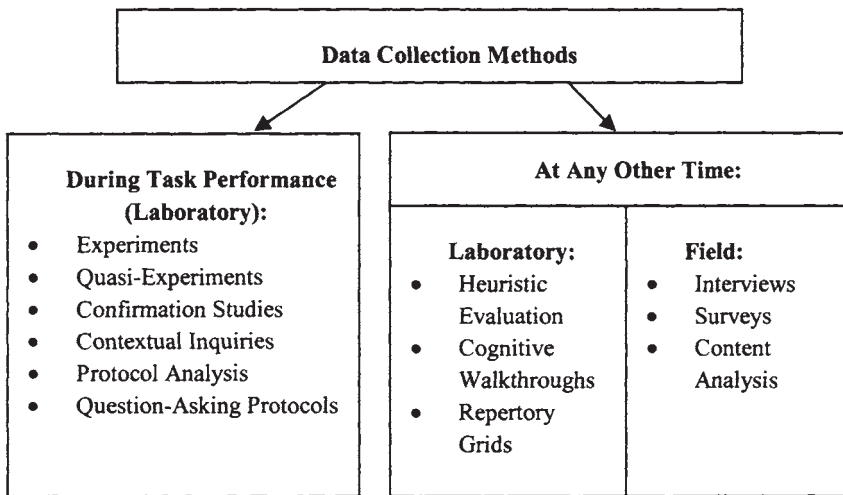 Data Collection Methods
During Task Performance
(Laboratory):
• Experiments
• Quasi-Experiments
• Confirmation Studies
• Contextual Inquiries
• Protocol Analysis
• Question-Asking Protocols
At Any Other Time:
Laboratory:
• Heuristic
Evaluation
• Cognitive
Walkthroughs
• Repertory
Grids
Field:
• Interviews
• Surveys
• Content
Analysis